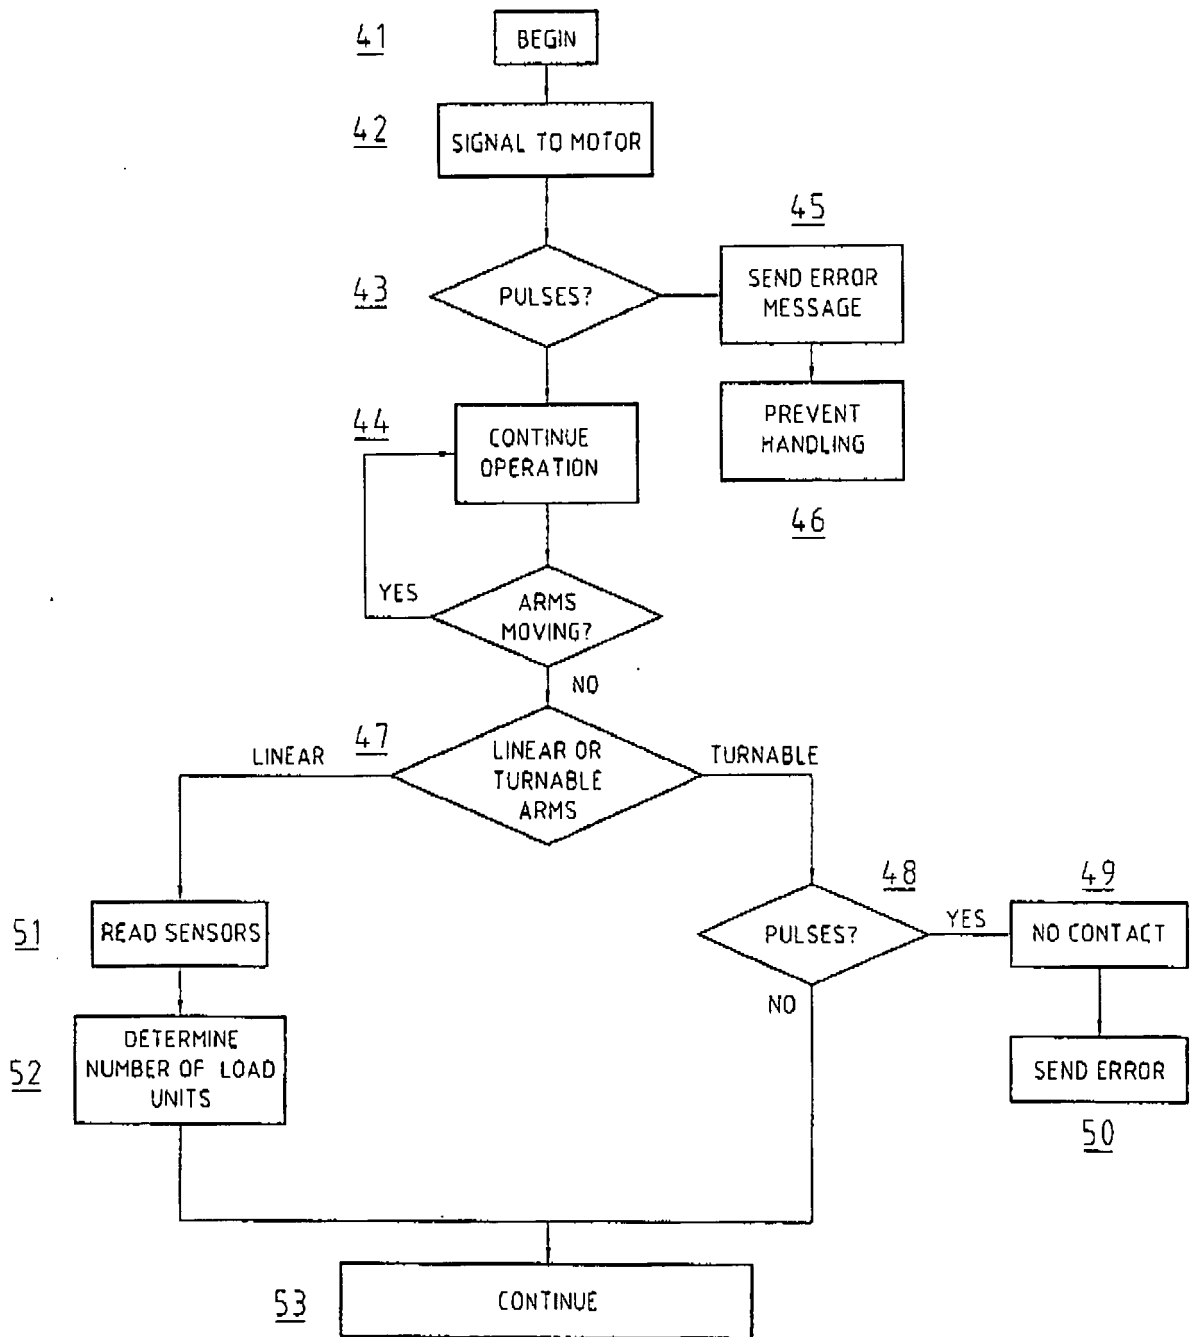 41
BEGIN
42
SIGNAL TO MOTOR
45
43
PULSES?
SEND ERROR
MESSAGE
44
CONTINUE
OPERATION
PREVENT
HANDLING
46
YES
ARMS
MOVING?
NO
47
LINEAR
LINEAR OR
TURNABLE
ARMS
TURNABLE
48
49
51
READ SENSORS
PULSES?
YES
NO CONTACT
NO
52
DETERMINE
NUMBER OF LOAD
UNITS
SEND ERROR
50
53
CONTINUE